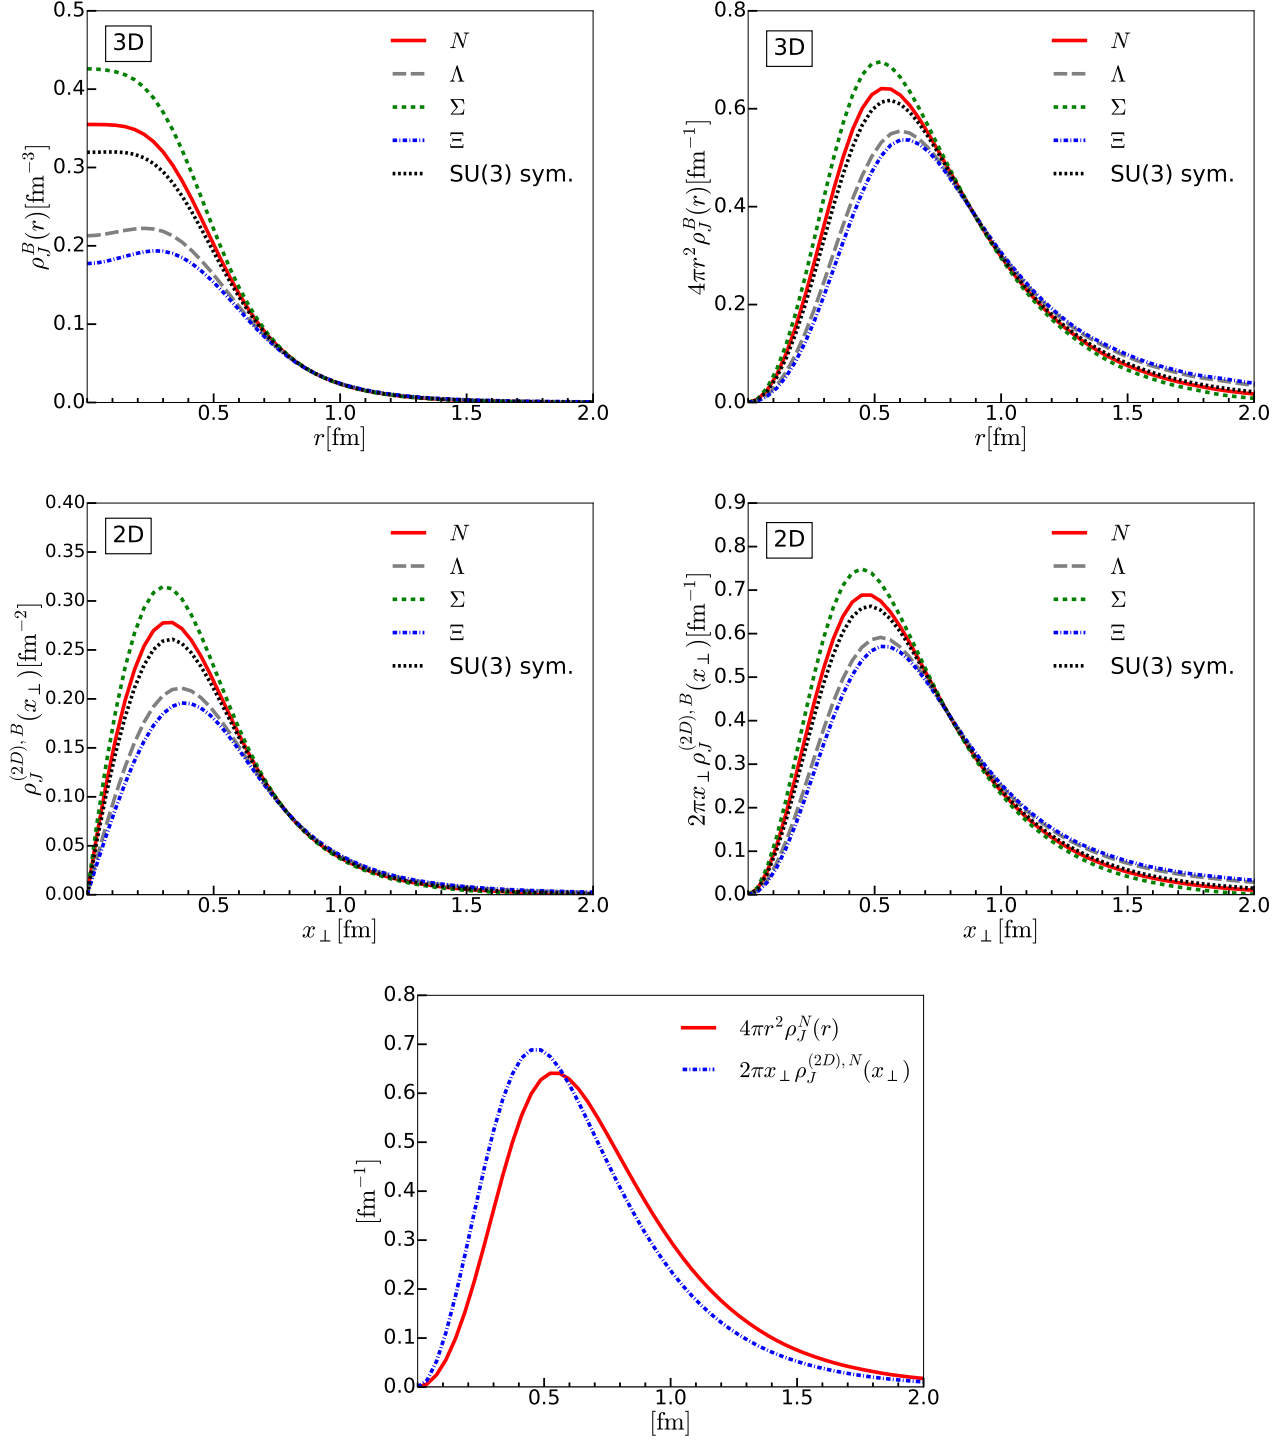 3D
N
Λ
Σ
Ξ
SU(3) sym.
ρ_J^B(r)[fm⁻³]
0.5
0.4
0.3
0.2
0.1
0.0
0.5 1.0 1.5 2.0
r[fm]
3D
N
Λ
Σ
Ξ
SU(3) sym.
4πr²ρ_J^B(r)[fm⁻¹]
0.8
0.6
0.4
0.2
0.0
0.5 1.0 1.5 2.0
r[fm]
2D
N
Λ
Σ
Ξ
SU(3) sym.
ρ_J^{(2D),B}(x_⊥)[fm⁻²]
0.40
0.35
0.30
0.25
0.20
0.15
0.10
0.05
0.00
0.5 1.0 1.5 2.0
x_⊥[fm]
2D
N
Λ
Σ
Ξ
SU(3) sym.
2πx_⊥ρ_J^{(2D),B}(x_⊥)[fm⁻¹]
0.9
0.8
0.7
0.6
0.5
0.4
0.3
0.2
0.1
0.0
0.5 1.0 1.5 2.0
x_⊥[fm]
4πr²ρ_J^N(r)
2πx_⊥ρ_J^{(2D),N}(x_⊥)
[fm⁻¹]
0.8
0.7
0.6
0.5
0.4
0.3
0.2
0.1
0.0
0.5 1.0 1.5 2.0
[fm]